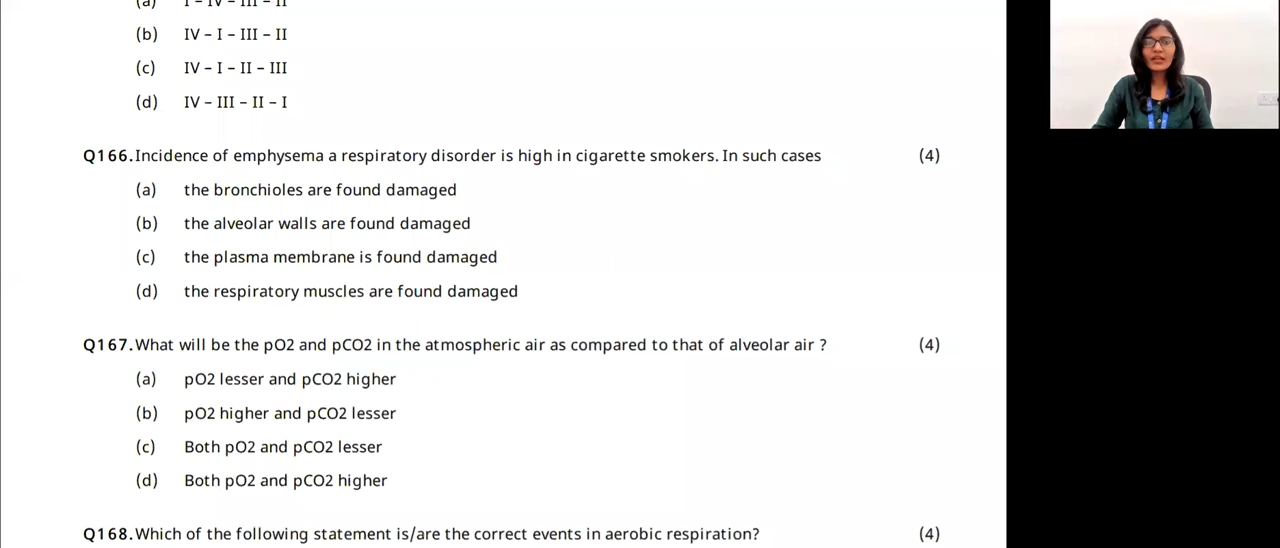 (a) I – IV – III – II
(b) IV – I – III – II
(c) IV – I – II – III
(d) IV – III – II – I
Q166. Incidence of emphysema a respiratory disorder is high in cigarette smokers. In such cases (4)
(a) the bronchioles are found damaged
(b) the alveolar walls are found damaged
(c) the plasma membrane is found damaged
(d) the respiratory muscles are found damaged
Q167. What will be the pO2 and pCO2 in the atmospheric air as compared to that of alveolar air ? (4)
(a) pO2 lesser and pCO2 higher
(b) pO2 higher and pCO2 lesser
(c) Both pO2 and pCO2 lesser
(d) Both pO2 and pCO2 higher
Q168. Which of the following statement is/are the correct events in aerobic respiration? (4)